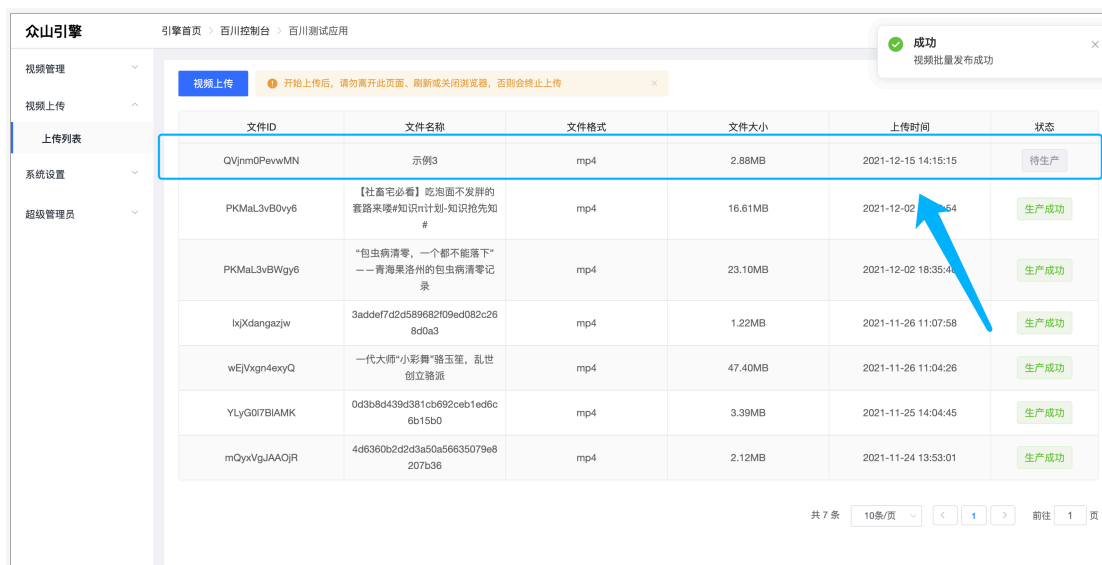 众山引擎
引擎首页 > 百川控制台 > 百川测试应用
成功
视频批量发布成功
视频管理
视频上传
开始上传后，请勿离开此页面、刷新或关闭浏览器，否则会终止上传
视频上传
上传列表
系统设置
超级管理员
文件ID 文件名称 文件格式 文件大小 上传时间 状态
QVjnm0PevwMN 示例3 mp4 2.88MB 2021-12-15 14:15:15 待生产
【社畜宅必看】吃泡面不发胖的
PKMaL3vB0vy6 套路来喽#知识π计划-知识抢先知 mp4 16.61MB 2021-12-02 54 生产成功
#
“包虫病清零，一个都不能落下”
PKMaL3vBWgy6 ——青海果洛州的包虫病清零记 mp4 23.10MB 2021-12-02 18:35:40 生产成功
录
3addef7d2d589682f09ed082c26
IxjXdangazjw mp4 1.22MB 2021-11-26 11:07:58 生产成功
8d0a3
一代大师“小彩舞”骆玉笙，乱世
wEjVxgn4exyQ mp4 47.40MB 2021-11-26 11:04:26 生产成功
创立骆派
0d3b8d439d381cb692ceb1ed6c
YLyG0l7BlAMK mp4 3.39MB 2021-11-25 14:04:45 生产成功
6b15b0
4d6360b2d2d3a50a56635079e8
mQyxVgJAAOjR mp4 2.12MB 2021-11-24 13:53:01 生产成功
207b36
共 7 条 10条/页 < 1 > 前往 1 页